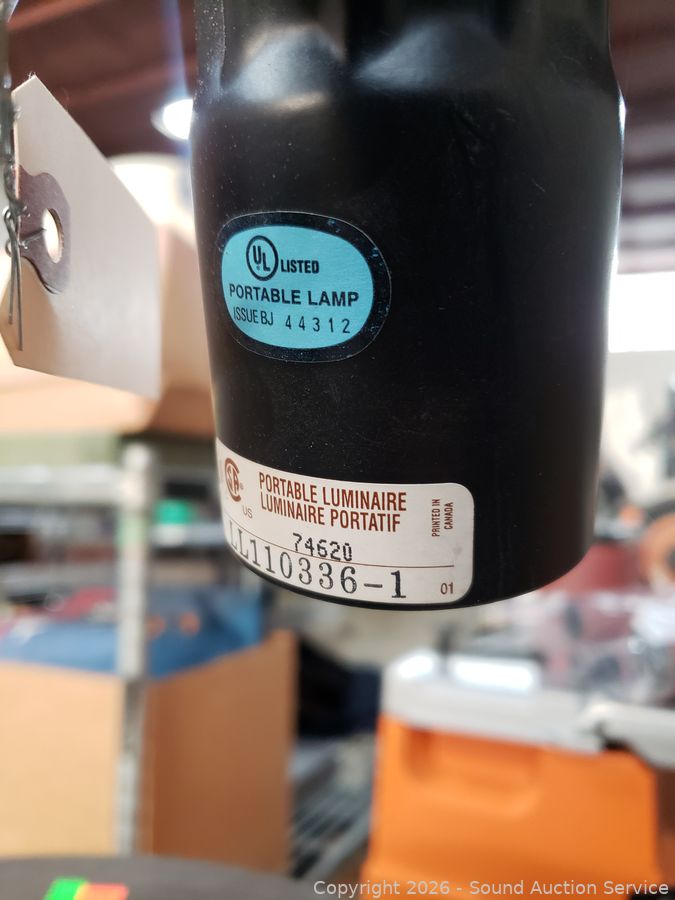 UL LISTED
PORTABLE LAMP
ISSUE BJ 44312
PORTABLE LUMINAIRE
LUMINAIRE PORTATIF
US
PRINTED IN
CANADA
74620
LL110336-1
01
Copyright 2026 - Sound Auction Service